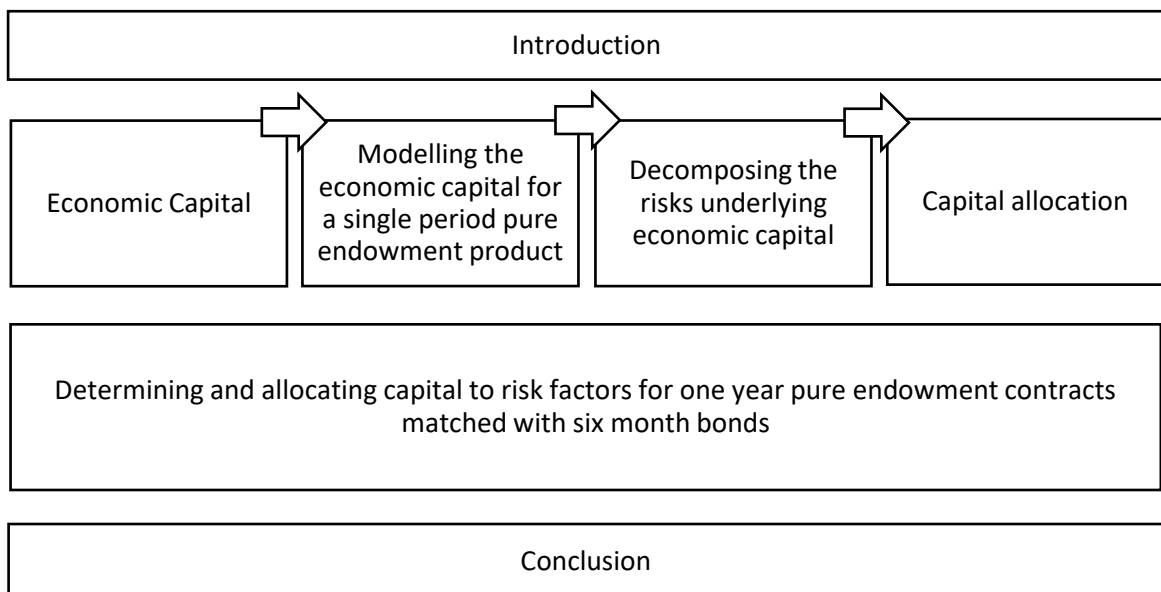 Introduction
Economic Capital
Modelling the
economic capital for
a single period pure
endowment product
Decomposing the
risks underlying
economic capital
Capital allocation
Determining and allocating capital to risk factors for one year pure endowment contracts
matched with six month bonds
Conclusion